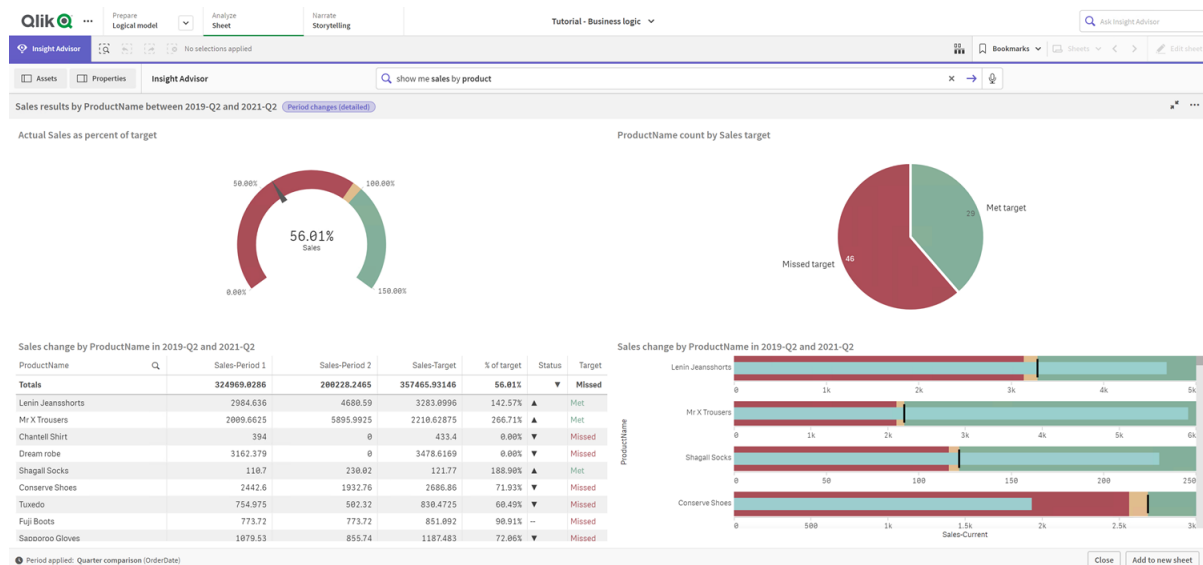 Qlik ... Prepare Logical model Analyze Sheet Narrate Storytelling Tutorial - Business logic Ask Insight Advisor
Insight Advisor No selections applied Bookmarks Sheets Edit sheet
Assets Properties Insight Advisor show me sales by product
Sales results by ProductName between 2019-Q2 and 2021-Q2 Period changes (detailed)
Actual Sales as percent of target
50.00% 100.00%
56.01%
Sales
0.00% 150.00%
ProductName count by Sales target
29 Met target
Missed target 46
Sales change by ProductName in 2019-Q2 and 2021-Q2
ProductName Sales-Period 1 Sales-Period 2 Sales-Target % of target Status Target
Totals 324969.0286 200228.2465 357465.93146 56.01% ▼ Missed
Lenin Jeansshorts 2984.636 4680.59 3283.0996 142.57% ▲ Met
Mr X Trousers 2009.6625 5895.9925 2210.62875 266.71% ▲ Met
Chantell Shirt 394 0 433.4 0.00% ▼ Missed
Dream robe 3162.379 0 3478.6169 0.00% ▼ Missed
Shagall Socks 110.7 230.02 121.77 188.90% ▲ Met
Conserve Shoes 2442.6 1932.76 2686.86 71.93% ▼ Missed
Tuxedo 754.975 502.32 830.4725 60.49% ▼ Missed
Fuji Boots 773.72 773.72 851.092 90.91% -- Missed
Sapporoo Gloves 1079.53 855.74 1187.483 72.06% ▼ Missed
Sales change by ProductName in 2019-Q2 and 2021-Q2
ProductName
Lenin Jeansshorts
0 1k 2k 3k 4k 5k
Mr X Trousers
0 1k 2k 3k 4k 5k 6k
Shagall Socks
0 50 100 150 200 250
Conserve Shoes
0 500 1k 1.5k 2k 2.5k 3k
Sales-Current
Period applied: Quarter comparison (OrderDate) Close Add to new sheet